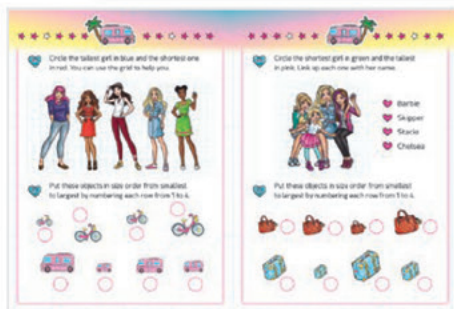 Circle the tallest girl in blue and the shortest one
in red. You can use the grid to help you.
Put these objects in size order from smallest
to largest by numbering each row from 1 to 4.
Circle the shortest girl in green and the tallest
in pink. Link up each one with her name.
Barbie
Skipper
Stacie
Chelsea
Put these objects in size order from smallest
to largest by numbering each row from 1 to 4.